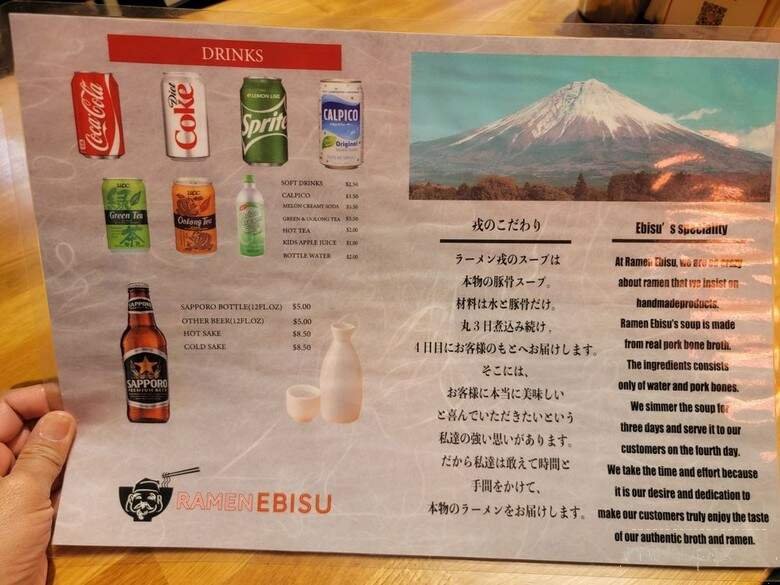 DRINKS
Coca-Cola
Diet
Coke
LEMON LIME
Sprite
CALPICO
Original
UCC
Green Tea
UCC
Oolong Tea
SOFT DRINKS $2.50
CALPICO $3.50
MELON CREAMY SODA $3.50
GREEN & OOLONG TEA $3.50
HOT TEA $2.00
KIDS APPLE JUICE $1.00
BOTTLE WATER $2.00
SAPPORO
SAPPORO
PREMIUM BEER
SAPPORO BOTTLE(12FL.OZ) $5.00
OTHER BEER(12FL.OZ) $5.00
HOT SAKE $8.50
COLD SAKE $8.50
RAMEN EBISU
戎のこだわり
ラーメン戎のスープは
本物の豚骨スープ。
材料は水と豚骨だけ。
丸3日煮込み続け、
4日目にお客様のもとへお届けします。
そこには、
お客様に本当に美味しい
と喜んでいただきたいという
私達の強い思いがあります。
だから私達は敢えて時間と
手間をかけて、
本物のラーメンをお届けします。
Ebisu's Speciality
At Ramen Ebisu, we are so crazy
about ramen that we insist on
handmadeproducts.
Ramen Ebisu's soup is made
from real pork bone broth.
The ingredients consists
only of water and pork bones.
We simmer the soup for
three days and serve it to our
customers on the fourth day.
We take the time and effort because
it is our desire and dedication to
make our customers truly enjoy the taste
of our authentic broth and ramen.